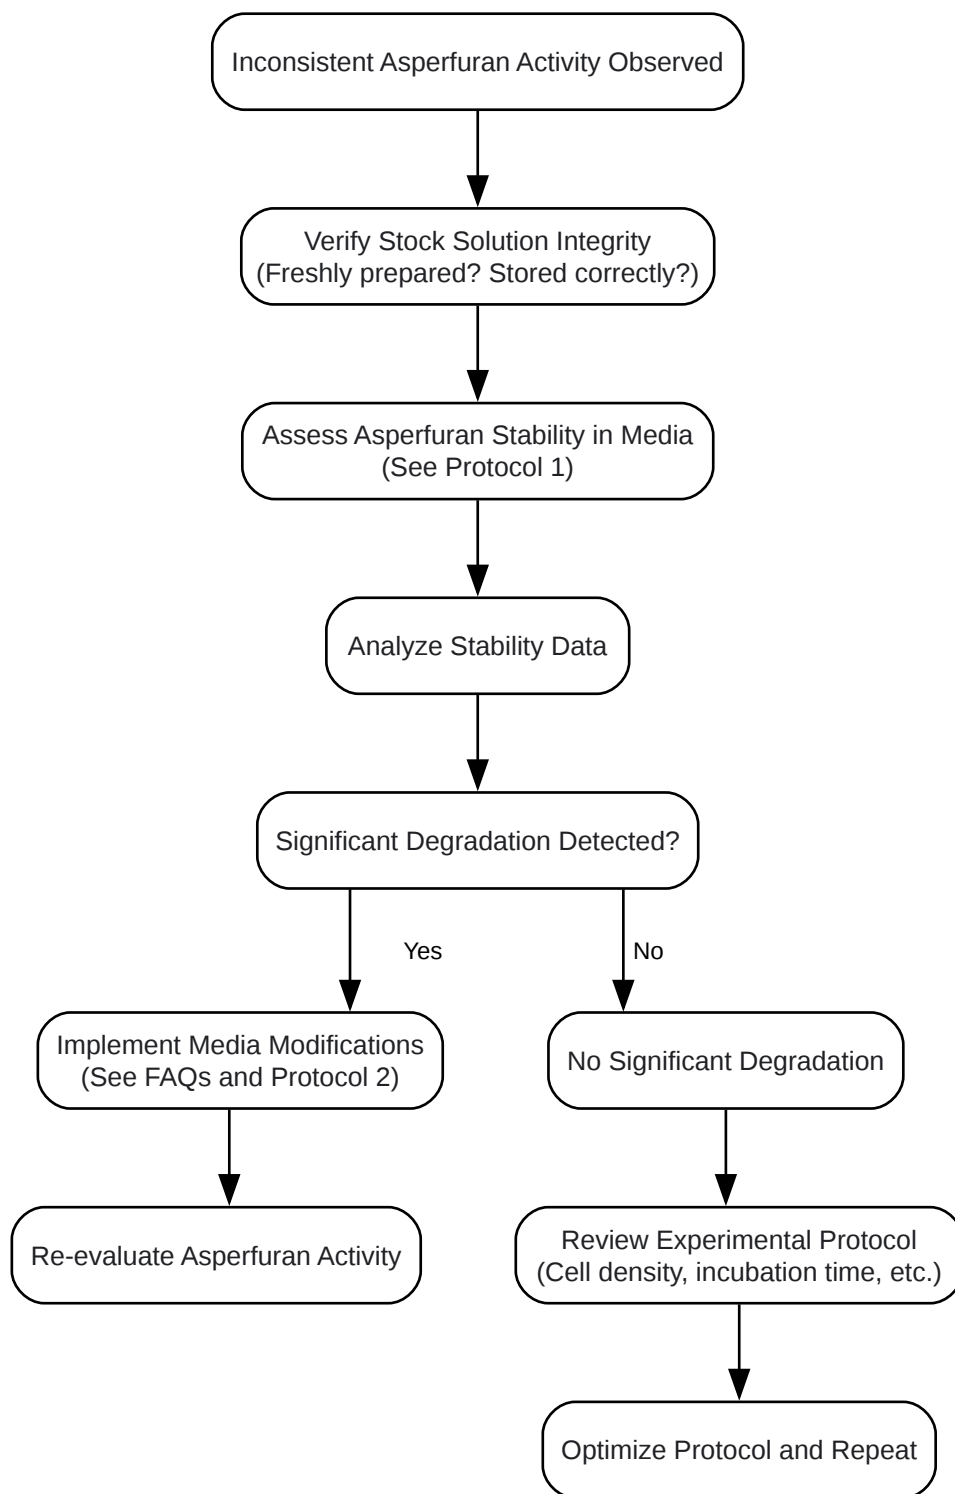 Inconsistent Asperfuran Activity Observed
Verify Stock Solution Integrity
(Freshly prepared? Stored correctly?)
Assess Asperfuran Stability in Media
(See Protocol 1)
Analyze Stability Data
Significant Degradation Detected?
Yes
No
Implement Media Modifications
(See FAQs and Protocol 2)
No Significant Degradation
Re-evaluate Asperfuran Activity
Review Experimental Protocol
(Cell density, incubation time, etc.)
Optimize Protocol and Repeat